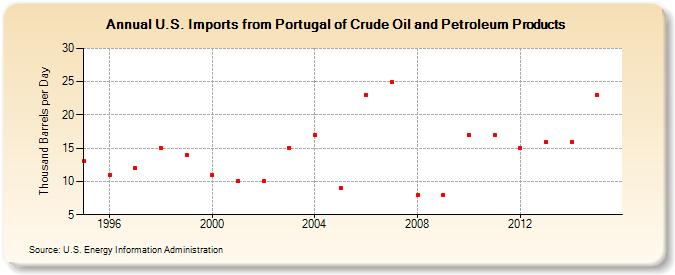 Annual U.S. Imports from Portugal of Crude Oil and Petroleum Products
Thousand Barrels per Day
30
25
20
15
10
5
1996 2000 2004 2008 2012
Source: U.S. Energy Information Administration